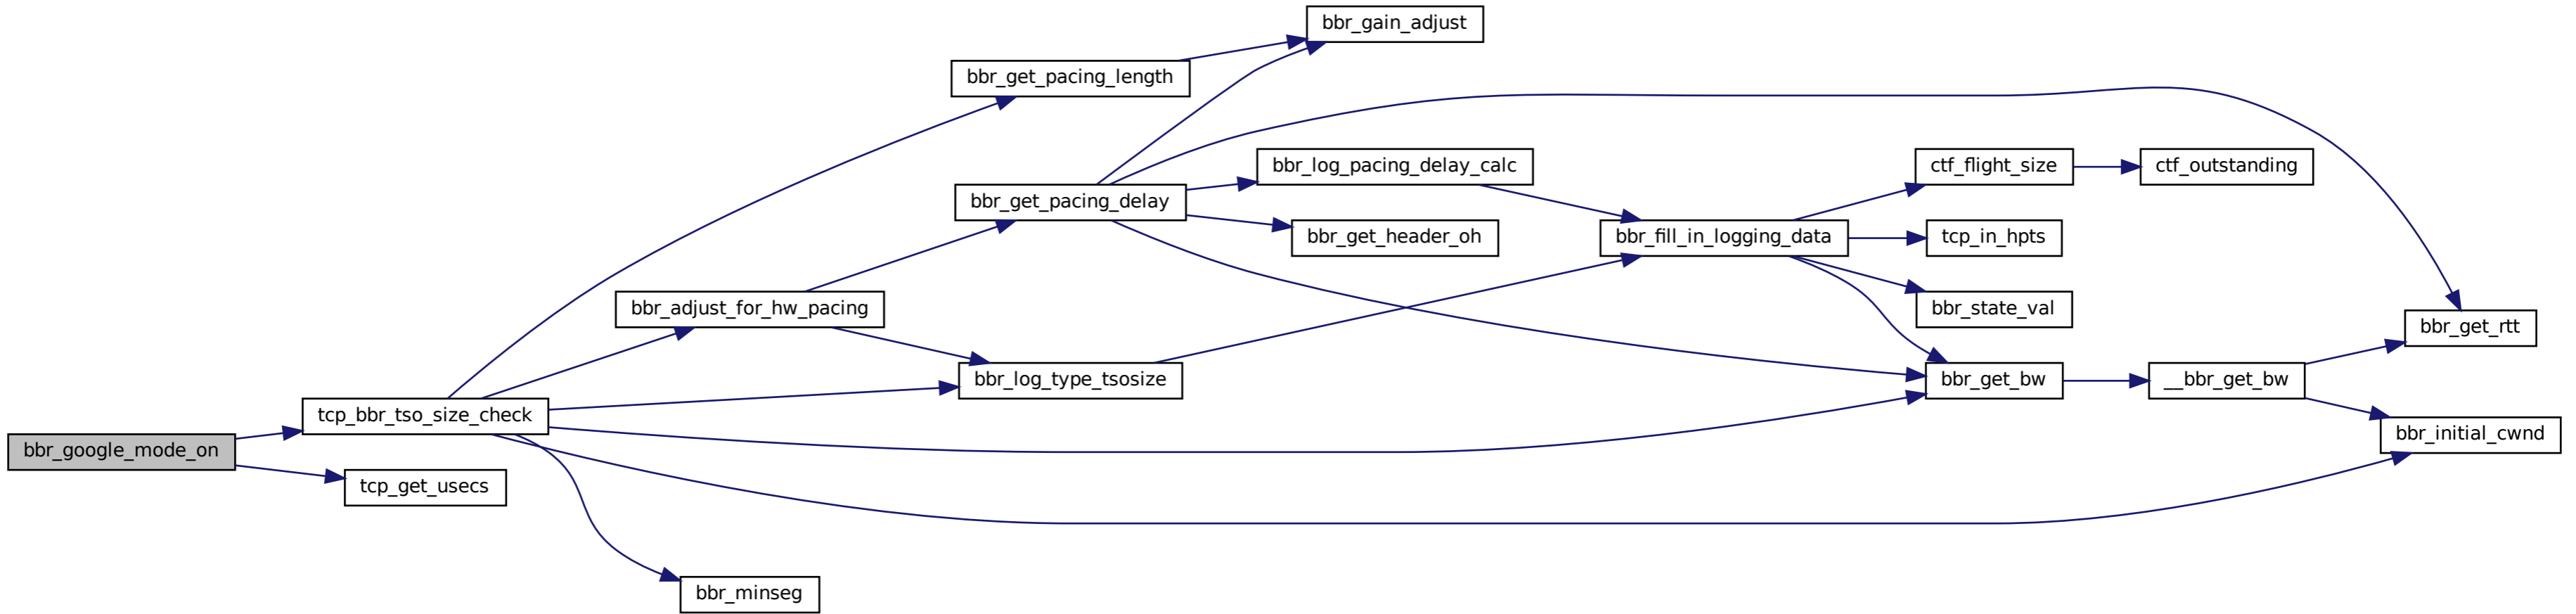 bbr_gain_adjust
bbr_get_pacing_length
bbr_log_pacing_delay_calc
ctf_flight_size
ctf_outstanding
bbr_get_pacing_delay
bbr_get_header_oh
bbr_fill_in_logging_data
tcp_in_hpts
bbr_adjust_for_hw_pacing
bbr_state_val
bbr_get_rtt
bbr_log_type_tsosize
bbr_get_bw
__bbr_get_bw
tcp_bbr_tso_size_check
bbr_initial_cwnd
bbr_google_mode_on
tcp_get_usecs
bbr_minseg